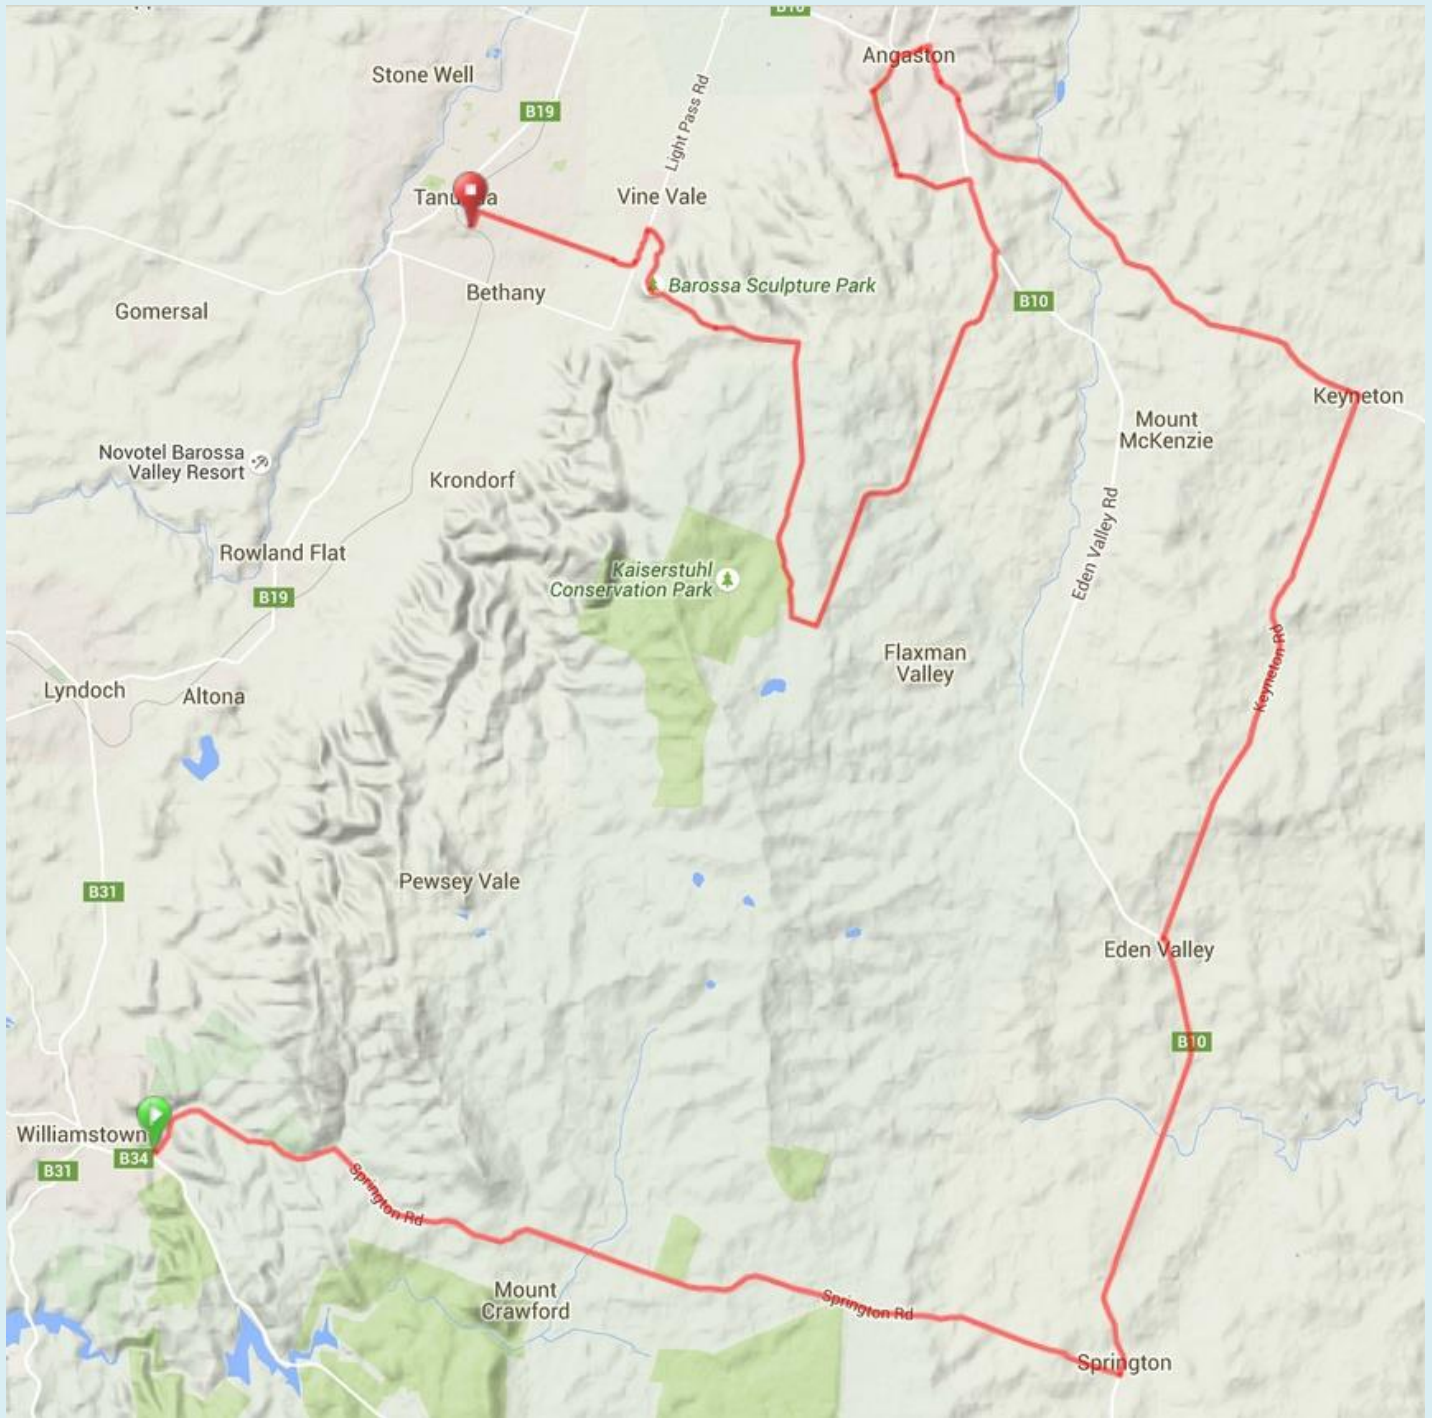 B10
Angaston
Stone Well
B19
Light Pass Rd
Tanunda
Vine Vale
Barossa Sculpture Park
Bethany
B10
Gomersal
Keyneton
Mount
McKenzie
Novotel Barossa
Valley Resort
Krondorf
Eden Valley Rd
Rowland Flat
Kaiserstuhl
Conservation Park
B19
Flaxman
Valley
Keyneton Rd
Lyndoch
Altona
Pewsey Vale
B31
Eden Valley
B10
Williamstown
B34
B31
Springton Rd
Mount
Crawford
Springton Rd
Springton